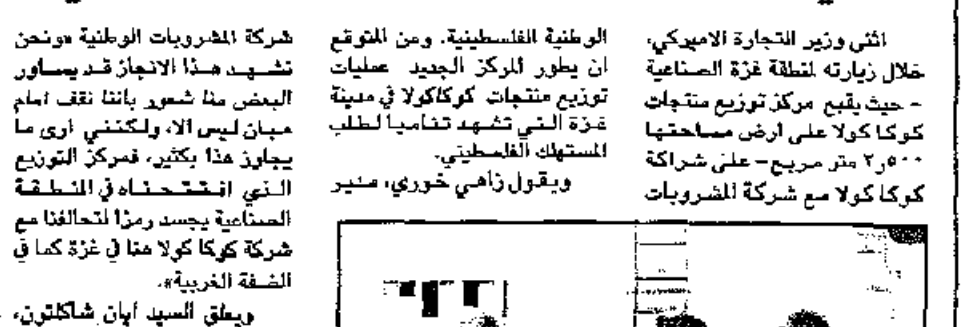 اثنى وزير التجارة الاميركي،
خلال زيارته لمنطقة غزة الصناعية
- حيث يقبع مركز توزيع منتجات
كوكا كولا على ارض مساحتها
٢٫٥٠٠ متر مربع - على شراكة
كوكا كولا مع شركة المشروبات
الوطنية الفلسطينية. ومن المتوقع
ان يطور المركز الجديد عمليات
توزيع منتجات كوكاكولا في مدينة
غزة التي تشهد تناميا لطلب
المستهلك الفلسطيني.
ويقول زاهي خوري، مدير
شركة المشروبات الوطنية «ونحن
نشهد هذا الانجاز قد يساور
البعض منا شعور باننا نقف امام
مبان ليس الا، ولكنني ارى ما
يجاوز هذا بكثير، فمركز التوزيع
الذي افتتحناه في المنطقة
الصناعية يجسد رمزا لتحالفنا مع
شركة كوكا كولا هنا في غزة كما في
الضفة الغربية».
ويعلق السيد ايان شاكلتون،